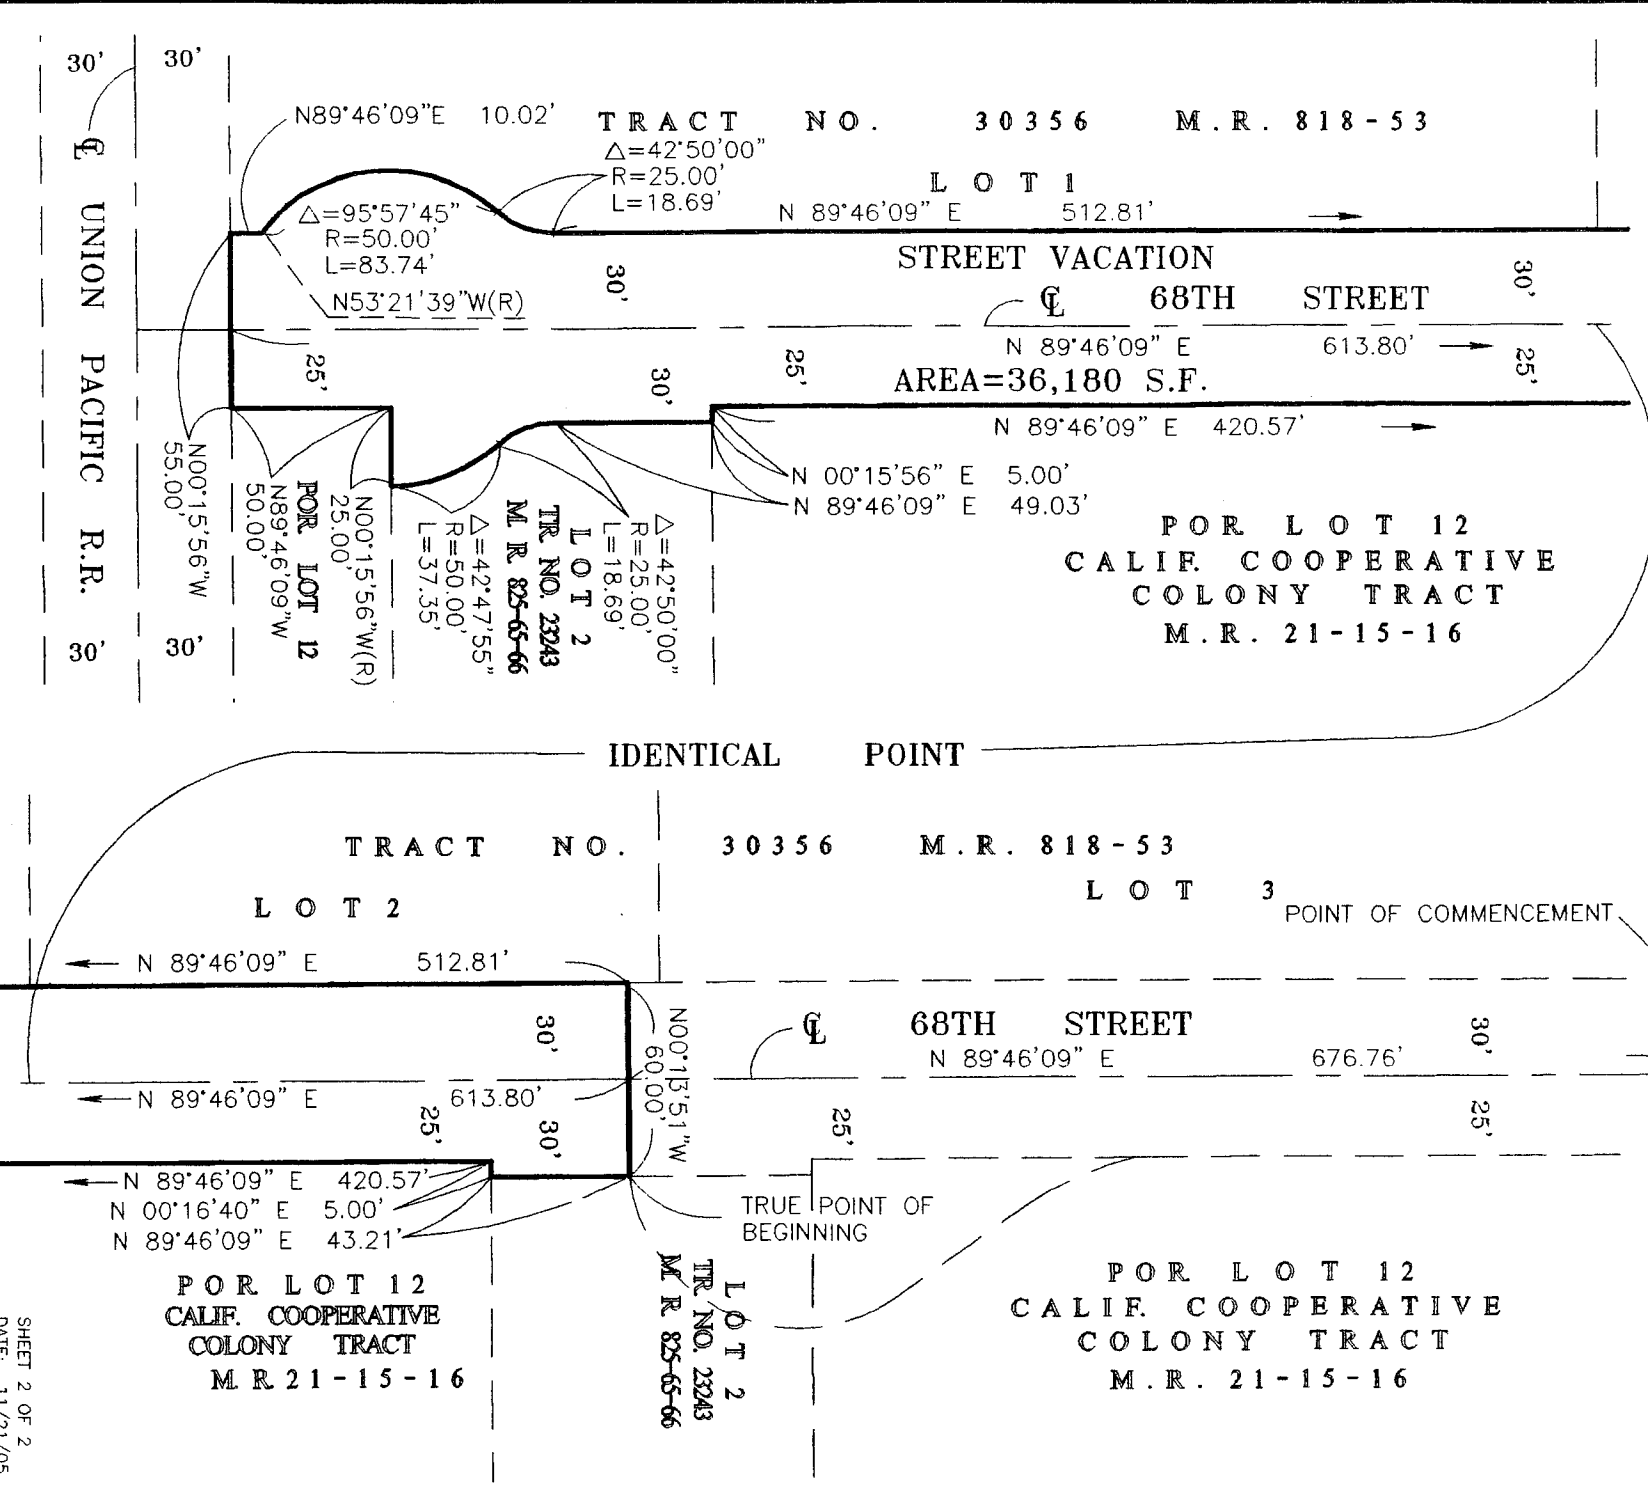 30'
30'
N89°46'09"E 10.02'
TRACT NO. 30356 M.R. 818-53
△=42°50'00"
R=25.00'
L=18.69'
LOT 1
N 89°46'09" E 512.81'
℄ UNION PACIFIC R.R.
△=95°57'45"
R=50.00'
L=83.74'
N53°21'39"W(R)
30'
STREET VACATION
30'
℄ 68TH STREET
N 89°46'09" E 613.80'
25'
30'
25'
25'
AREA=36,180 S.F.
N 89°46'09" E 420.57'
N 00°15'56" E 5.00'
N 89°46'09" E 49.03'
N00°15'56"W
55.00'
POR LOT 12
N89°46'09"W
50.00'
N00°15'56"W(R)
25.00'
△=42°47'55"
R=50.00'
L=37.35'
LOT 2
TR NO. 23243
M R 825-65-66
△=42°50'00"
R=25.00'
L=18.69'
POR LOT 12
CALIF. COOPERATIVE
COLONY TRACT
M.R. 21-15-16
30'
30'
IDENTICAL POINT
TRACT NO. 30356 M.R. 818-53
LOT 2
LOT 3
POINT OF COMMENCEMENT
N 89°46'09" E 512.81'
30'
N00°13'51"W
60.00'
℄ 68TH STREET
N 89°46'09" E 676.76'
30'
N 89°46'09" E 613.80'
25'
30'
25'
25'
N 89°46'09" E 420.57'
N 00°16'40" E 5.00'
N 89°46'09" E 43.21'
TRUE POINT OF
BEGINNING
POR LOT 12
CALIF. COOPERATIVE
COLONY TRACT
M.R. 21-15-16
LOT 2
TR NO. 23243
M R 825-65-66
POR LOT 12
CALIF. COOPERATIVE
COLONY TRACT
M.R. 21-15-16
SHEET 2 OF 2
DATE: 11/21/05